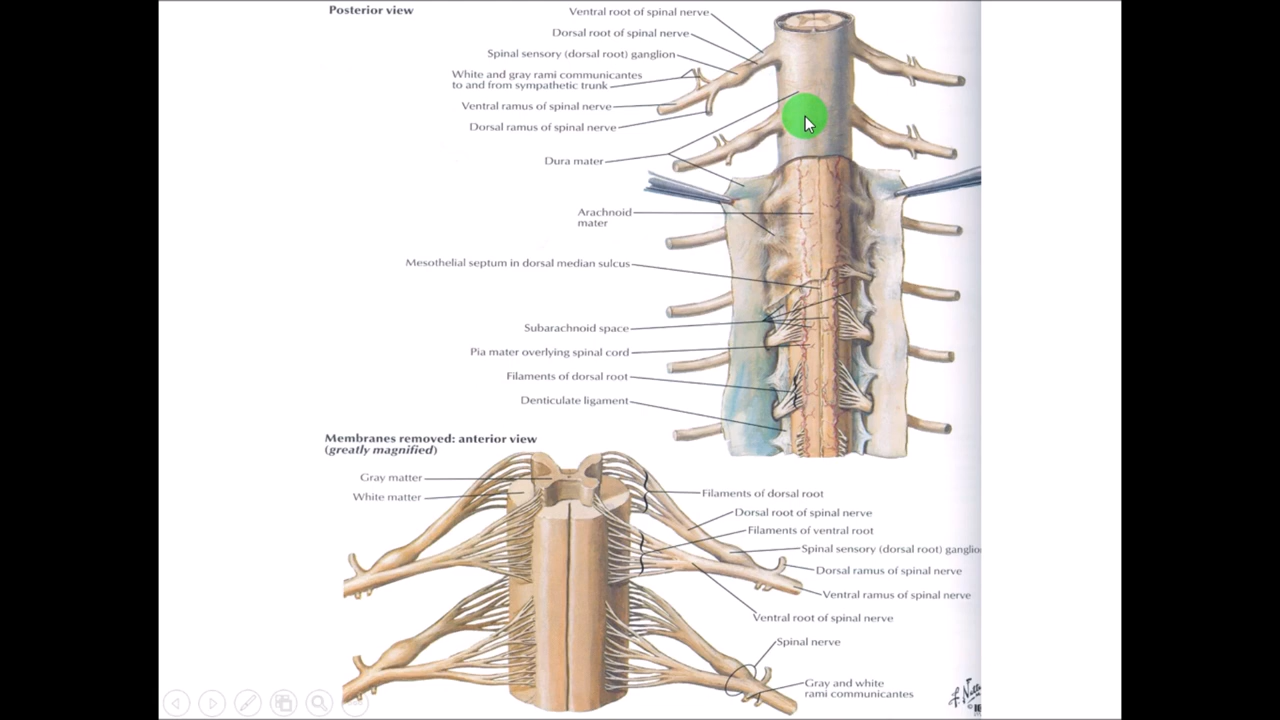 Posterior view
Ventral root of spinal nerve
Dorsal root of spinal nerve
Spinal sensory (dorsal root) ganglion
White and gray rami communicantes
to and from sympathetic trunk
Ventral ramus of spinal nerve
Dorsal ramus of spinal nerve
Dura mater
Arachnoid
mater
Mesothelial septum in dorsal median sulcus
Subarachnoid space
Pia mater overlying spinal cord
Filaments of dorsal root
Denticulate ligament
Membranes removed: anterior view
(greatly magnified)
Gray matter
White matter
Filaments of dorsal root
Dorsal root of spinal nerve
Filaments of ventral root
Spinal sensory (dorsal root) ganglio
Dorsal ramus of spinal nerve
Ventral ramus of spinal nerve
Ventral root of spinal nerve
Spinal nerve
Gray and white
rami communicantes